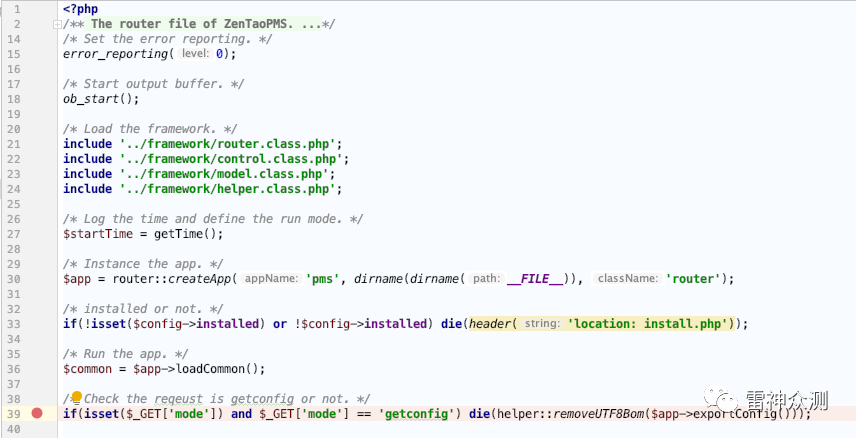 1 <?php
2 /** The router file of ZenTaoPMS. ...*/
14 /* Set the error reporting. */
15 error_reporting( level: 0);
16
17 /* Start output buffer. */
18 ob_start();
19
20 /* Load the framework. */
21 include '../framework/router.class.php';
22 include '../framework/control.class.php';
23 include '../framework/model.class.php';
24 include '../framework/helper.class.php';
25
26 /* Log the time and define the run mode. */
27 $startTime = getTime();
28
29 /* Instance the app. */
30 $app = router::createApp( appName: 'pms', dirname(dirname( path: __FILE__)), className: 'router');
31
32 /* installed or not. */
33 if(!isset($config->installed) or !$config->installed) die(header( string: 'location: install.php'));
34
35 /* Run the app. */
36 $common = $app->loadCommon();
37
38 /* Check the reqeust is getconfig or not. */
39 if(isset($_GET['mode']) and $_GET['mode'] == 'getconfig') die(helper::removeUTF8Bom($app->exportConfig()));
40
雷神众测